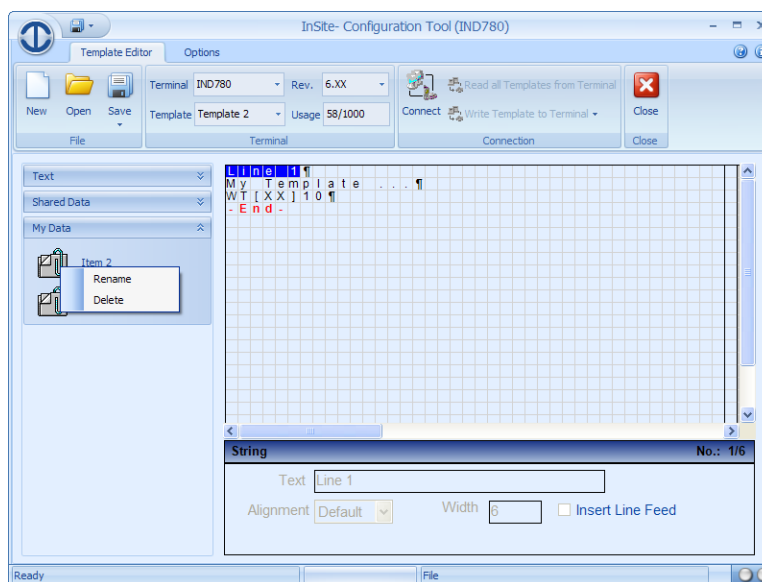 InSite- Configuration Tool (IND780)
Template Editor Options
Terminal IND780 Rev. 6.XX
Read all Templates from Terminal
New Open Save Template Template 2 Usage 58/1000 Connect Write Template to Terminal Close
File Terminal Connection Close
Text
Shared Data
My Data
Item 2
Rename
Delete
Line 1¶
My Template ...¶
WT[XX]10¶
-End-
String No.: 1/6
Text Line 1
Alignment Default Width 6 Insert Line Feed
Ready File